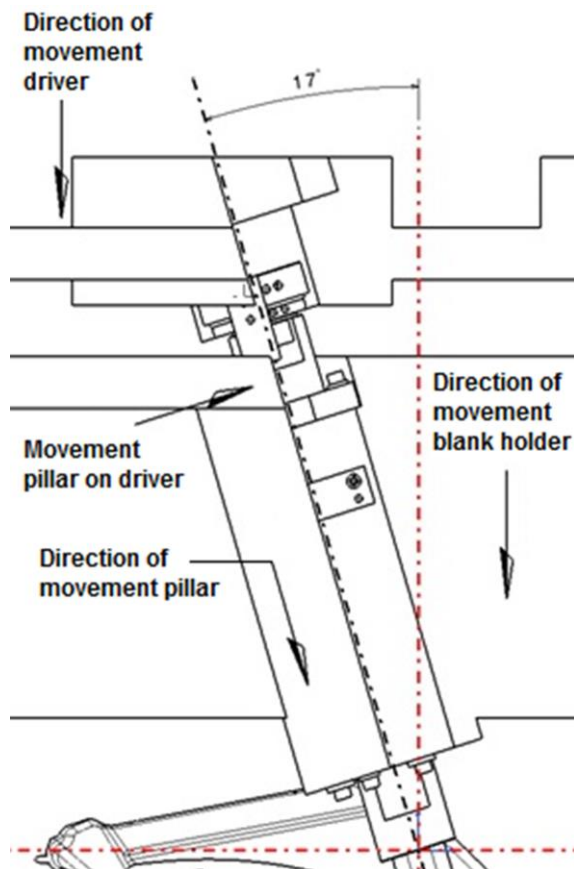 Direction of
movement
driver
17°
Direction of
movement
blank holder
Movement
pillar on driver
Direction of
movement pillar